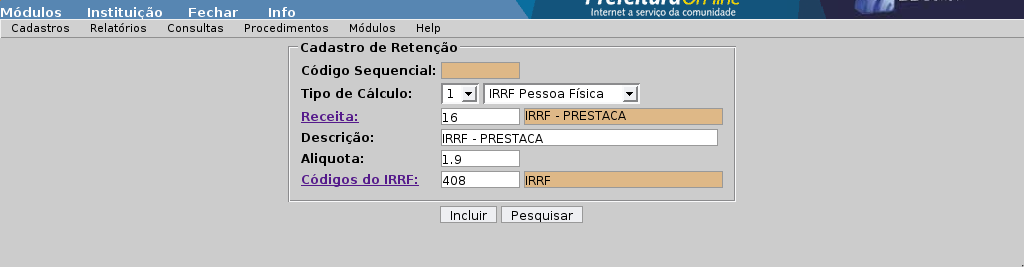 Módulos Instituição Fechar Info
PrefeituraOn-line
Internet a serviço da comunidade
Cadastros Relatórios Consultas Procedimentos Módulos Help
Cadastro de Retenção
Código Sequencial:
Tipo de Cálculo: 1 IRRF Pessoa Física
Receita: 16 IRRF - PRESTACA
Descrição: IRRF - PRESTACA
Aliquota: 1.9
Códigos do IRRF: 408 IRRF
Incluir Pesquisar